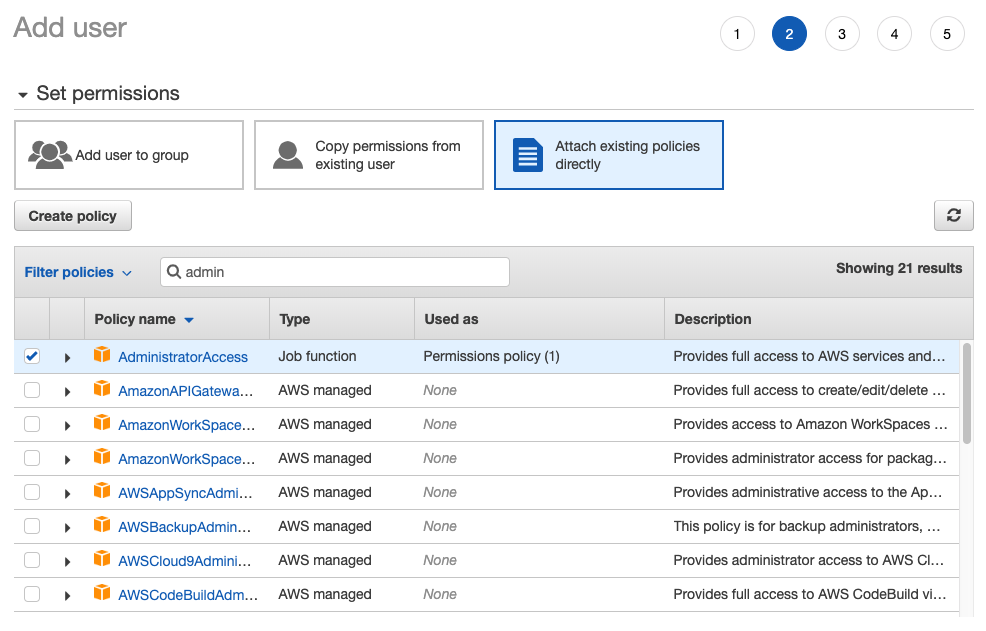 Add user
1 2 3 4 5
Set permissions
Add user to group
Copy permissions from
existing user
Attach existing policies
directly
Create policy
Filter policies admin Showing 21 results
Policy name Type Used as Description
AdministratorAccess Job function Permissions policy (1) Provides full access to AWS services and…
AmazonAPIGatewa… AWS managed None Provides full access to create/edit/delete …
AmazonWorkSpace… AWS managed None Provides access to Amazon WorkSpaces …
AmazonWorkSpace… AWS managed None Provides administrator access for packag…
AWSAppSyncAdmi… AWS managed None Provides administrative access to the Ap…
AWSBackupAdmin… AWS managed None This policy is for backup administrators, …
AWSCloud9Admini… AWS managed None Provides administrator access to AWS Cl…
AWSCodeBuildAdm… AWS managed None Provides full access to AWS CodeBuild vi…